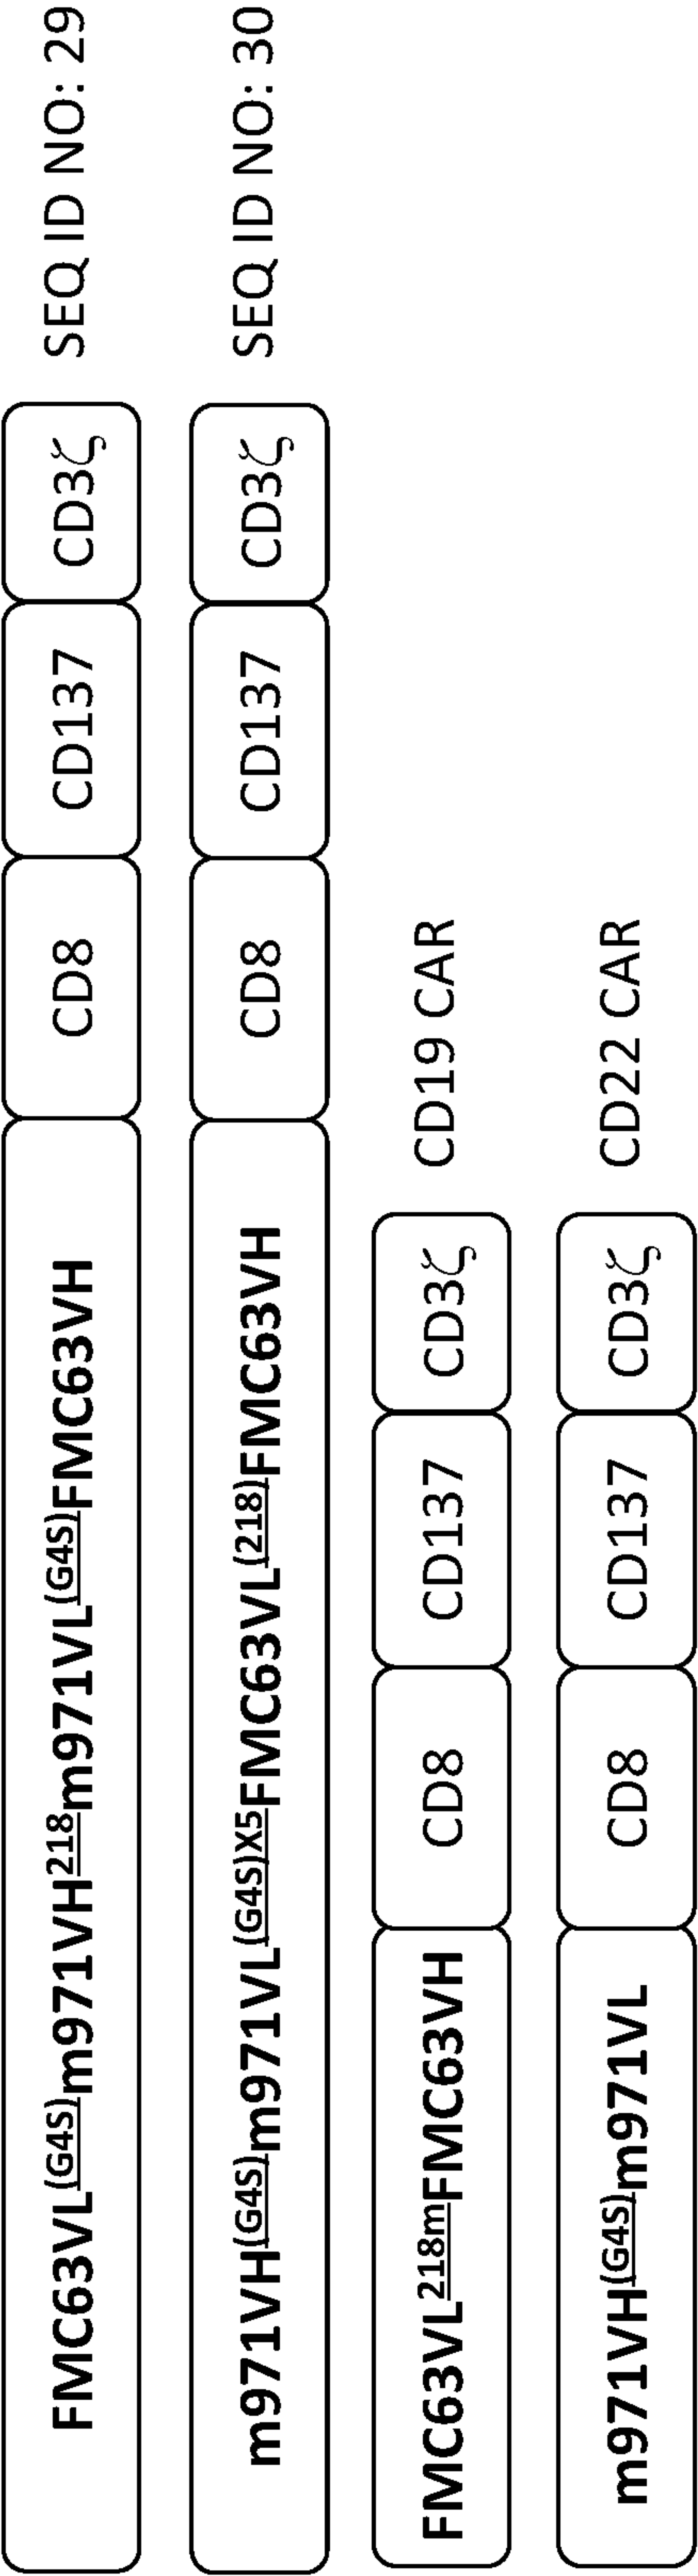 FMC63VL(G4S)m971VH218m971VL(G4S)FMC63VH CD8 CD137 CD3ζ SEQ ID NO: 29
m971VH(G4S)m971VL(G4S)X5FMC63VL(218)FMC63VH CD8 CD137 CD3ζ SEQ ID NO: 30
FMC63VL218mFMC63VH CD8 CD137 CD3ζ CD19 CAR
m971VH(G4S)m971VL CD8 CD137 CD3ζ CD22 CAR